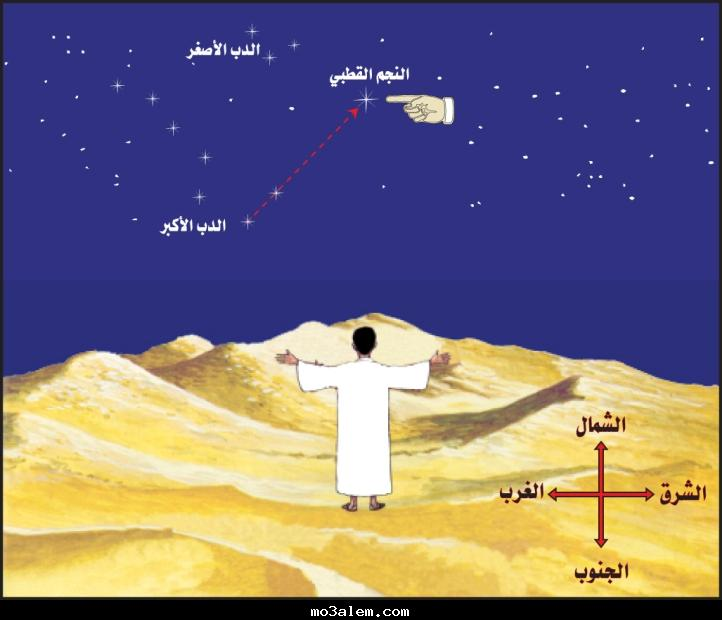 الدب الأصغر
النجم القطبي
الدب الأكبر
الشمال
الشرق
الغرب
الجنوب
mo3alem.com